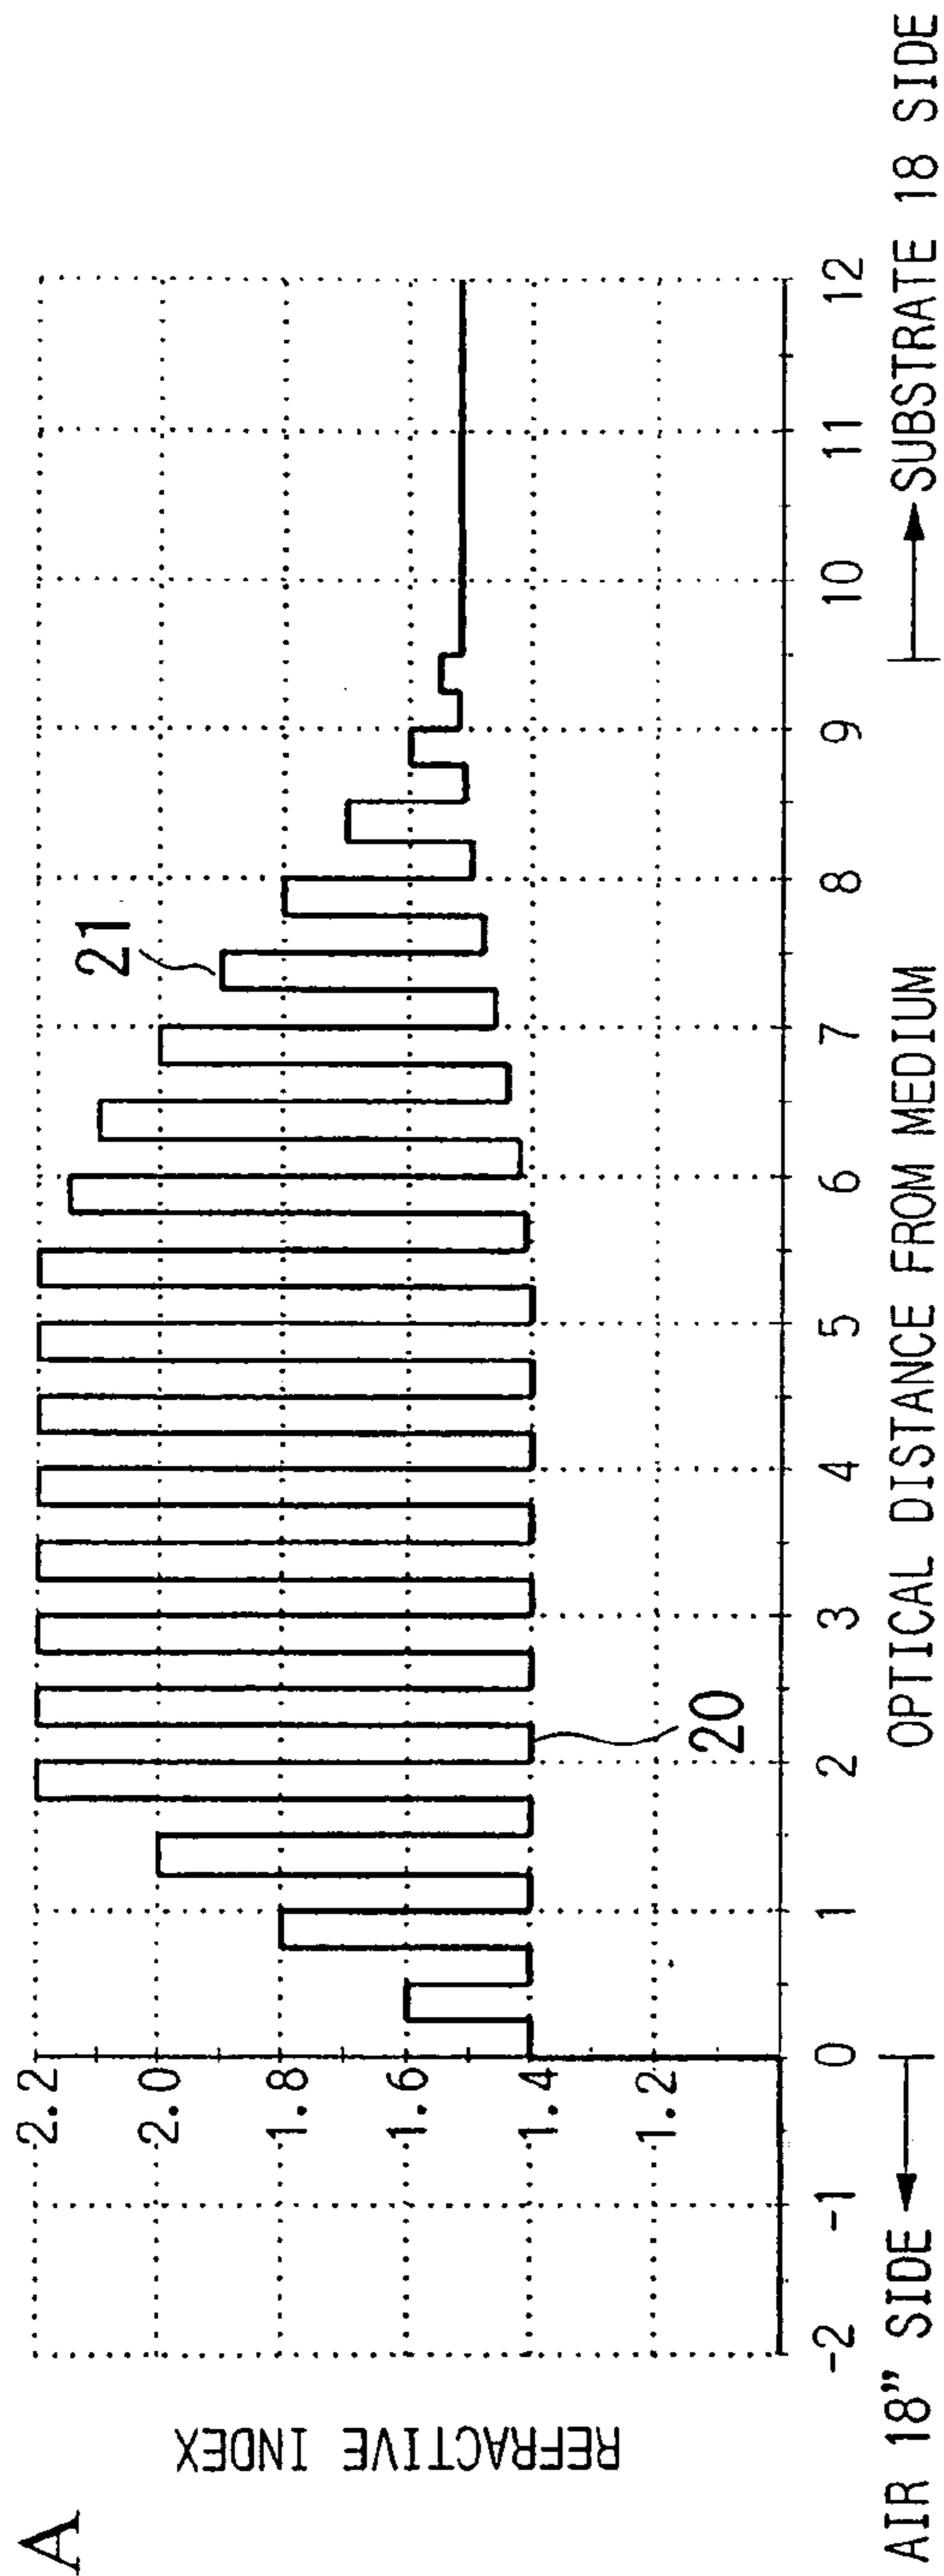 A
REFRACTIVE INDEX
2.2
2.0
1.8
1.6
1.4
1.2
21
20
-2 -1 0 1 2 3 4 5 6 7 8 9 10 11 12
AIR 18" SIDE OPTICAL DISTANCE FROM MEDIUM SUBSTRATE 18 SIDE